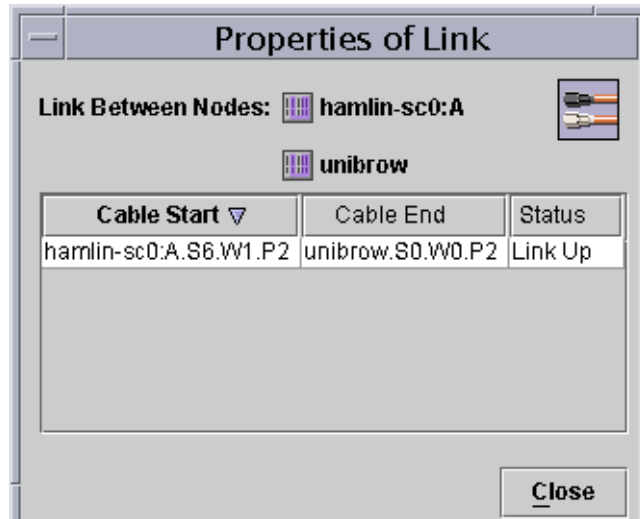 Properties of Link
Link Between Nodes: hamlin-sc0:A
unibrow
Cable Start Cable End Status
hamlin-sc0:A.S6.W1.P2 unibrow.S0.W0.P2 Link Up
Close